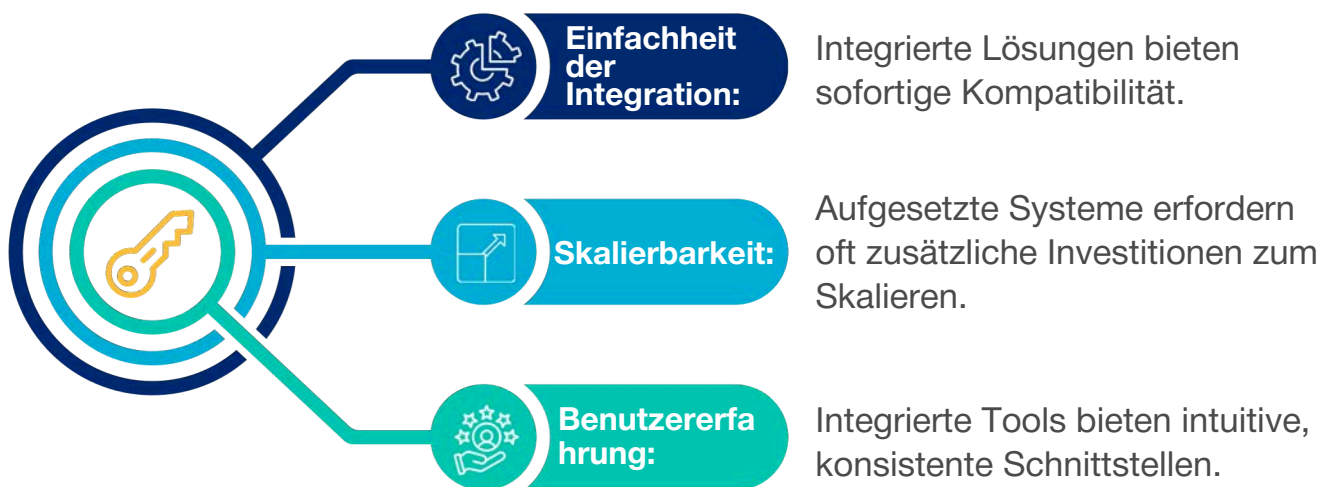 Einfachheit
der
Integration:
Integrierte Lösungen bieten
sofortige Kompatibilität.
Skalierbarkeit:
Aufgesetzte Systeme erfordern
oft zusätzliche Investitionen zum
Skalieren.
Benutzererfa
hrung:
Integrierte Tools bieten intuitive,
konsistente Schnittstellen.